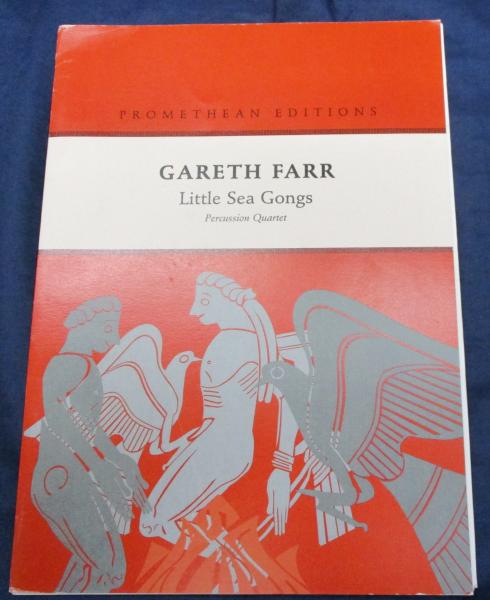 PROMETHEAN EDITIONS
GARETH FARR
Little Sea Gongs
Percussion Quartet